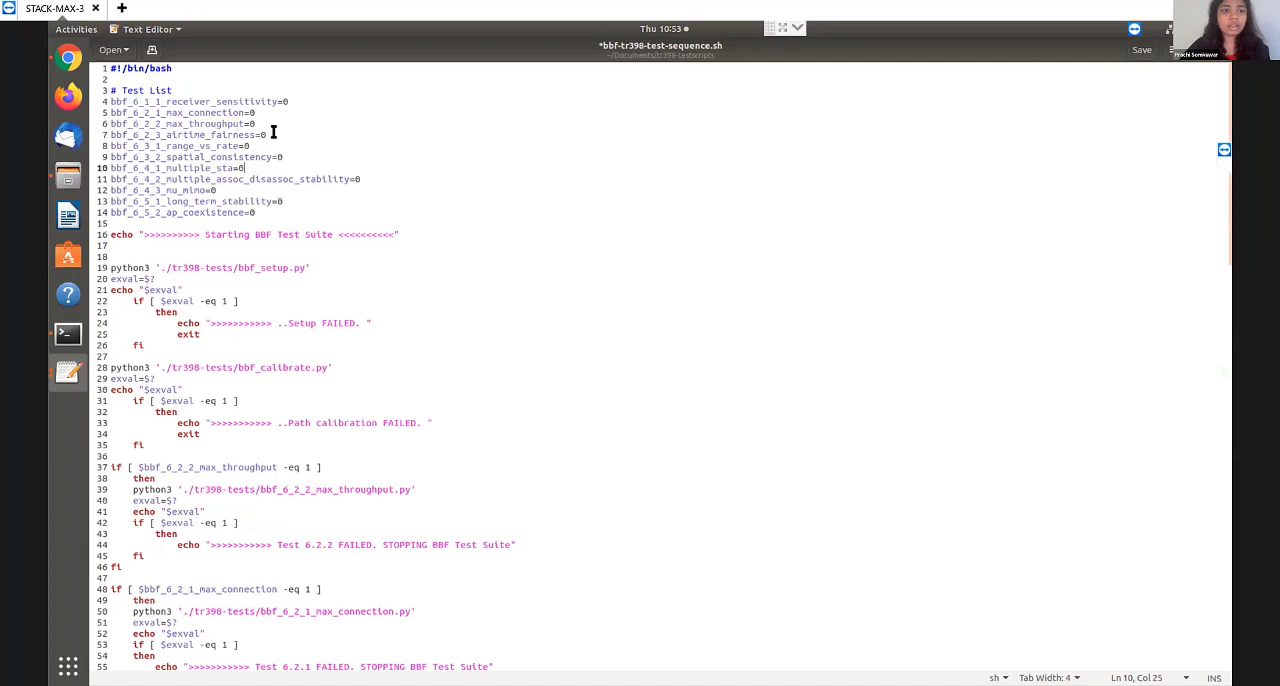 STACK-MAX-3
Activities
Text Editor
Thu 10:53
Prachi Somkuwar
Open
*bbf-tr398-test-sequence.sh
~/Documents/tr398-testscripts
Save
1 #!/bin/bash
2
3 # Test List
4 bbf_6_1_1_receiver_sensitivity=0
5 bbf_6_2_1_max_connection=0
6 bbf_6_2_2_max_throughput=0
7 bbf_6_2_3_airtime_fairness=0
8 bbf_6_3_1_range_vs_rate=0
9 bbf_6_3_2_spatial_consistency=0
10 bbf_6_4_1_multiple_sta=0
11 bbf_6_4_2_multiple_assoc_disassoc_stability=0
12 bbf_6_4_3_mu_mimo=0
13 bbf_6_5_1_long_term_stability=0
14 bbf_6_5_2_ap_coexistence=0
15
16 echo ">>>>>>>>>> Starting BBF Test Suite <<<<<<<<<<"
17
18
19 python3 './tr398-tests/bbf_setup.py'
20 exval=$?
21 echo "$exval"
22 if [ $exval -eq 1 ]
23 then
24 echo ">>>>>>>>>>> ..Setup FAILED. "
25 exit
26 fi
27
28 python3 './tr398-tests/bbf_calibrate.py'
29 exval=$?
30 echo "$exval"
31 if [ $exval -eq 1 ]
32 then
33 echo ">>>>>>>>>>> ..Path calibration FAILED. "
34 exit
35 fi
36
37 if [ $bbf_6_2_2_max_throughput -eq 1 ]
38 then
39 python3 './tr398-tests/bbf_6_2_2_max_throughput.py'
40 exval=$?
41 echo "$exval"
42 if [ $exval -eq 1 ]
43 then
44 echo ">>>>>>>>>>> Test 6.2.2 FAILED. STOPPING BBF Test Suite"
45 fi
46 fi
47
48 if [ $bbf_6_2_1_max_connection -eq 1 ]
49 then
50 python3 './tr398-tests/bbf_6_2_1_max_connection.py'
51 exval=$?
52 echo "$exval"
53 if [ $exval -eq 1 ]
54 then
55 echo ">>>>>>>>>>> Test 6.2.1 FAILED. STOPPING BBF Test Suite"
sh
Tab Width: 4
Ln 10, Col 25
INS